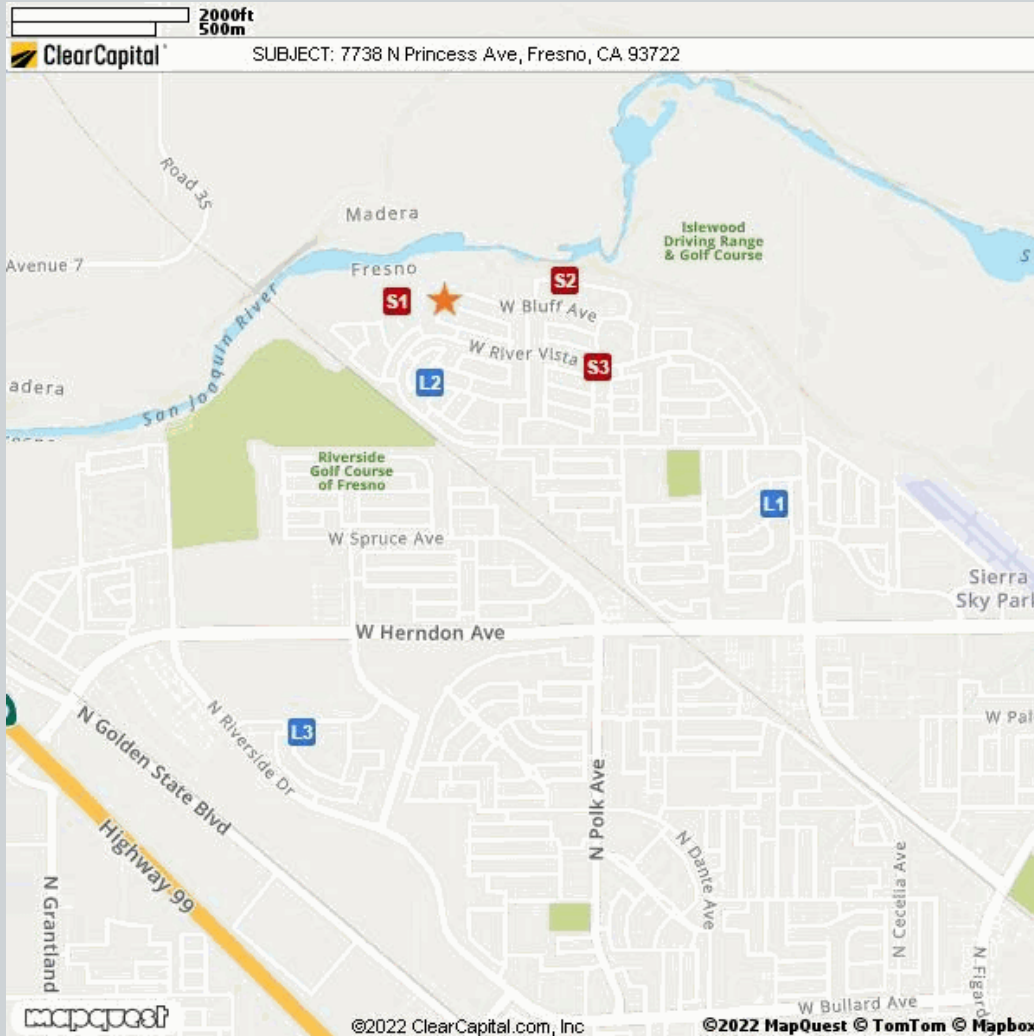 2000ft
500m
ClearCapital
SUBJECT: 7738 N Princess Ave, Fresno, CA 93722
Road 35
Madera
Islewood
Driving Range
& Golf Course
Avenue 7
Fresno
S
S1
S2
W Bluff Ave
San Joaquin River
W River Vista
S3
L2
adera
Riverside
Golf Course
of Fresno
L1
W Spruce Ave
Sierra
Sky Park
W Herndon Ave
N Riverside Dr
L3
W Pal
N Golden State Blvd
N Polk Ave
Highway 99
N Dante Ave
N Cecelia Ave
N Grantland
N Figard
W Bullard Ave
mapquest
©2022 ClearCapital.com, Inc
©2022 MapQuest © TomTom © Mapbo